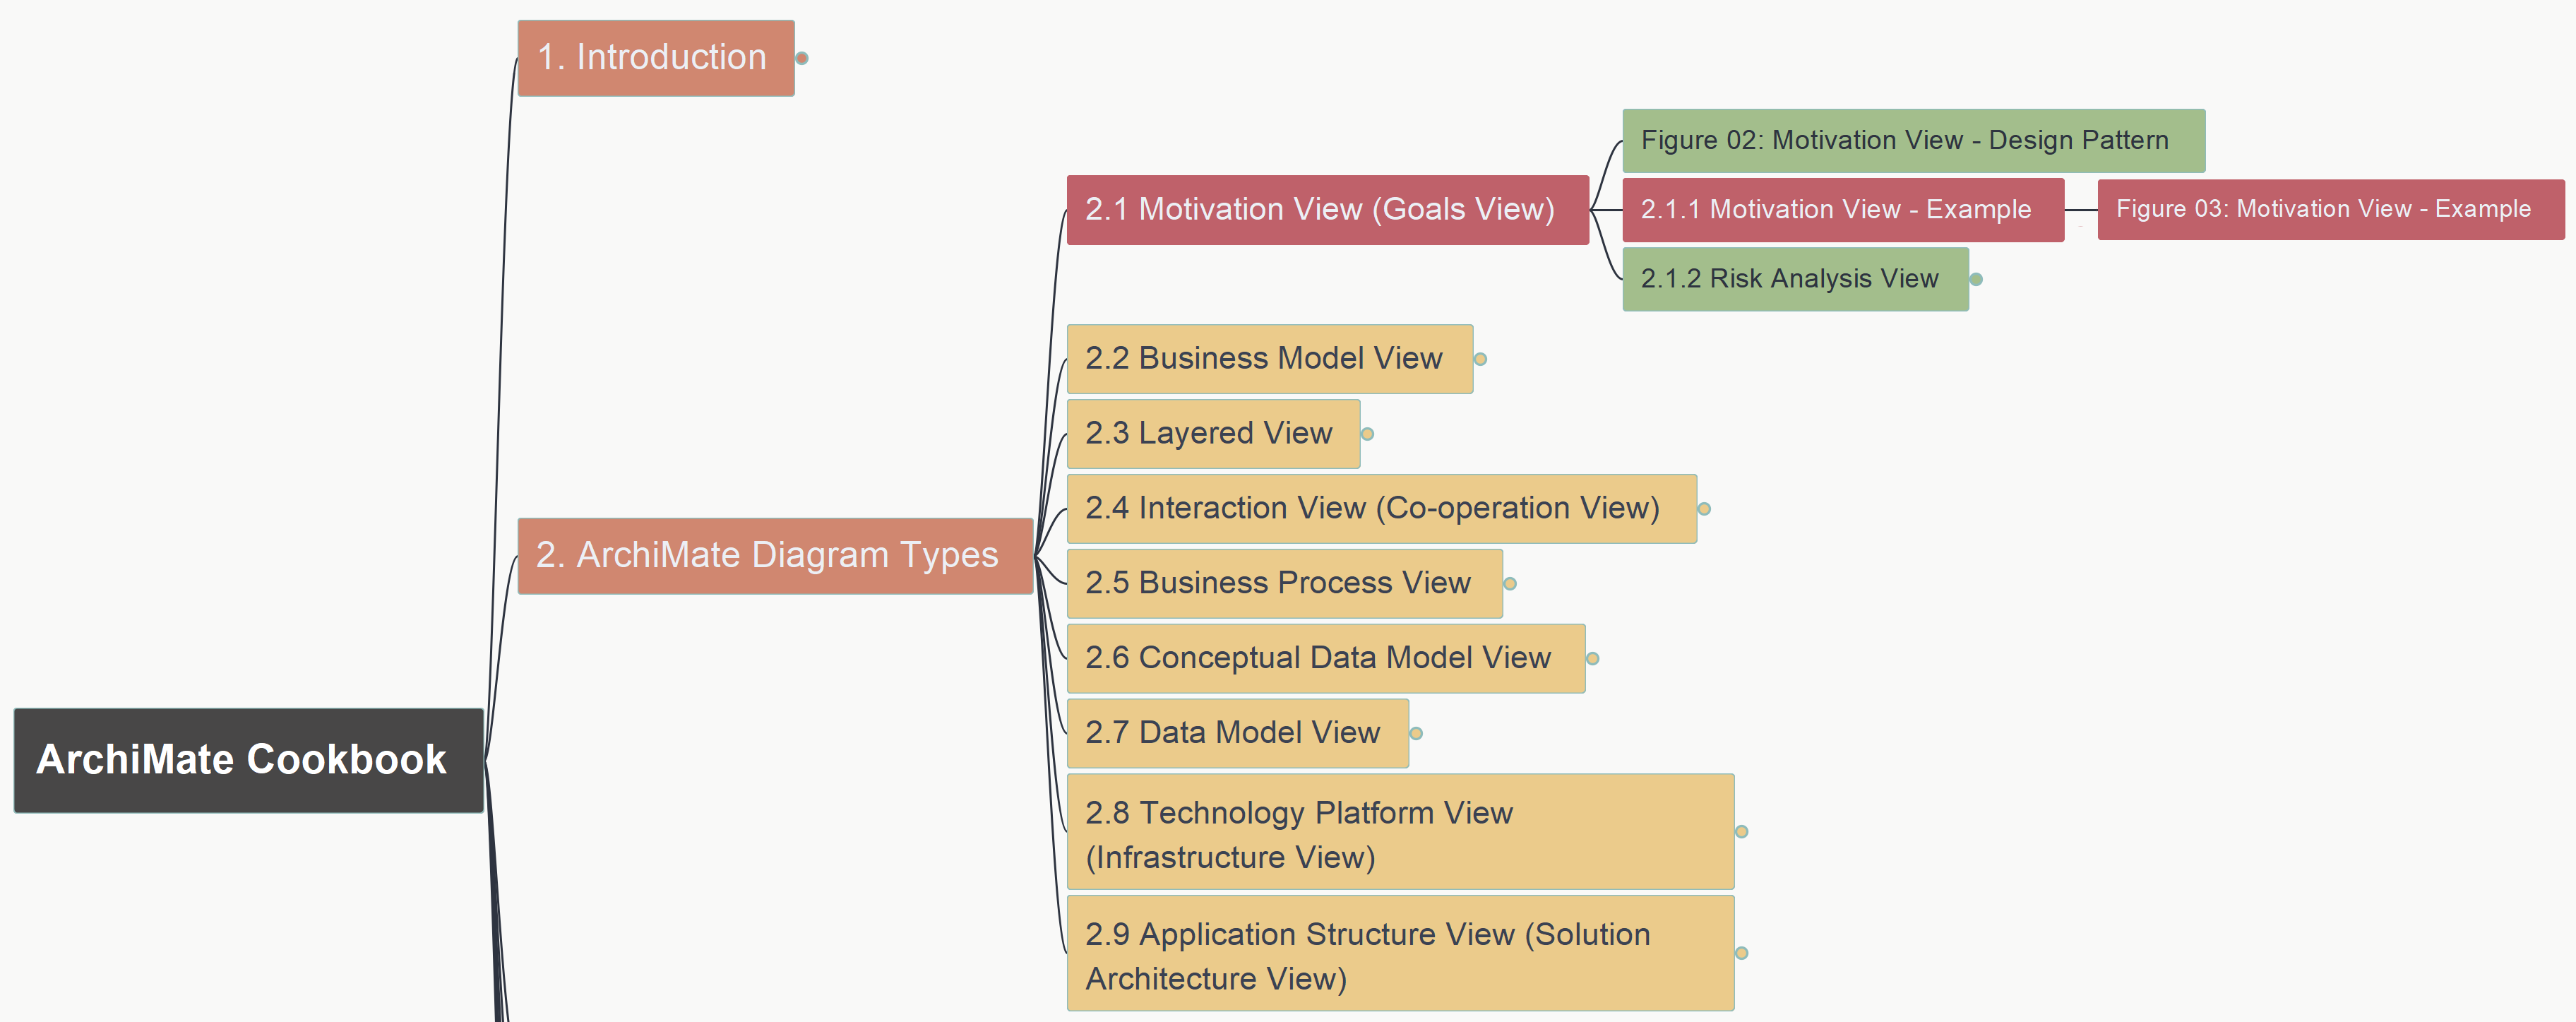 1. Introduction
Figure 02: Motivation View - Design Pattern
2.1 Motivation View (Goals View)
2.1.1 Motivation View - Example
Figure 03: Motivation View - Example
2.1.2 Risk Analysis View
2.2 Business Model View
2.3 Layered View
2.4 Interaction View (Co-operation View)
2. ArchiMate Diagram Types
2.5 Business Process View
2.6 Conceptual Data Model View
2.7 Data Model View
ArchiMate Cookbook
2.8 Technology Platform View
(Infrastructure View)
2.9 Application Structure View (Solution
Architecture View)